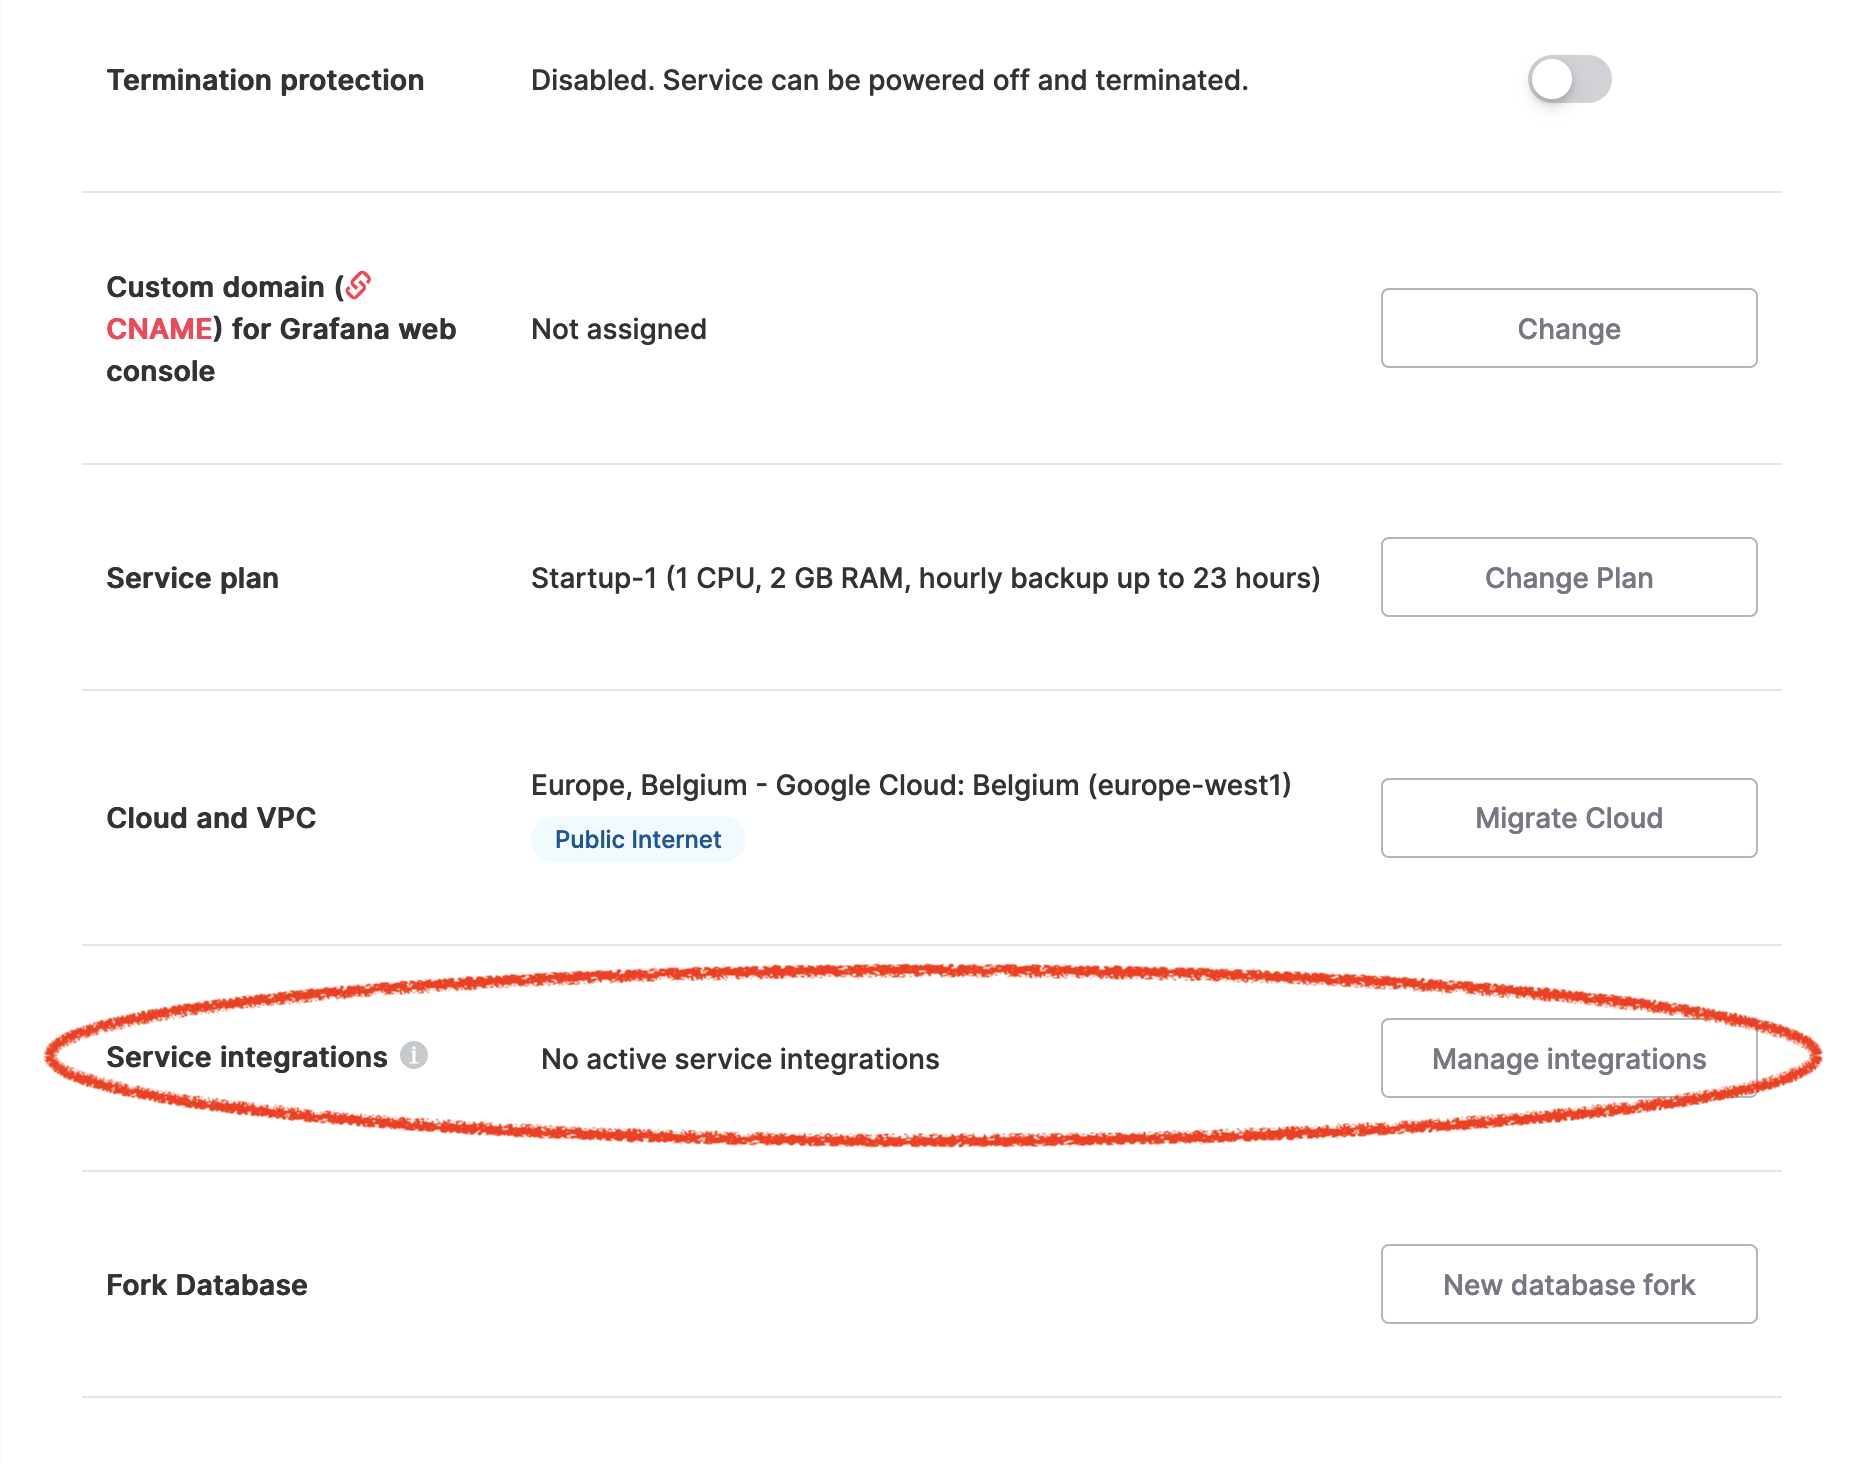 Termination protection
Disabled. Service can be powered off and terminated.
Custom domain (
CNAME) for Grafana web
console
Not assigned
Change
Service plan
Startup-1 (1 CPU, 2 GB RAM, hourly backup up to 23 hours)
Change Plan
Cloud and VPC
Europe, Belgium - Google Cloud: Belgium (europe-west1)
Public Internet
Migrate Cloud
Service integrations
No active service integrations
Manage integrations
Fork Database
New database fork